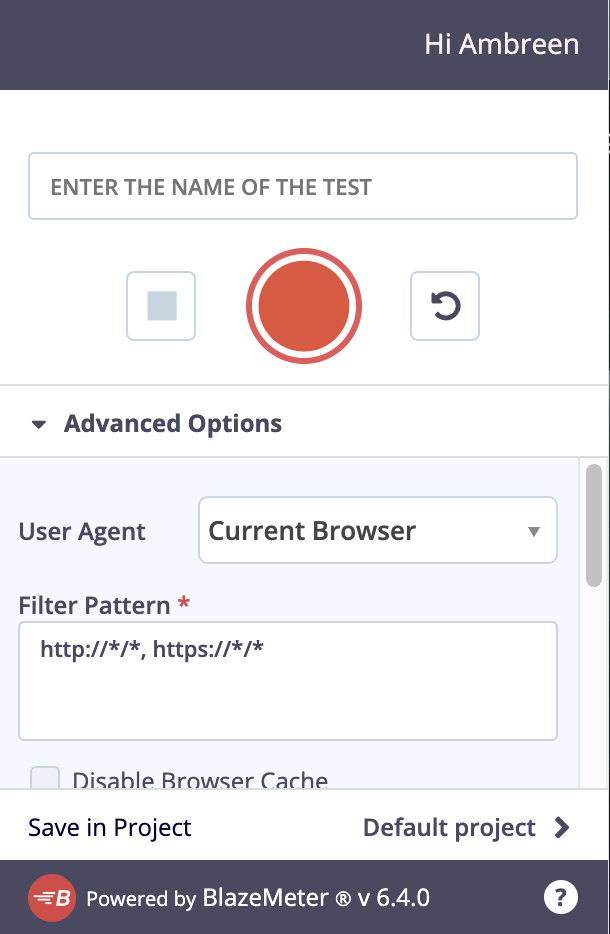 Hi Ambreen
ENTER THE NAME OF THE TEST
Advanced Options
User Agent
Current Browser
Filter Pattern *
http://*/*, https://*/*
Disable Browser Cache
Save in Project
Default project
B Powered by BlazeMeter ® v 6.4.0 ?